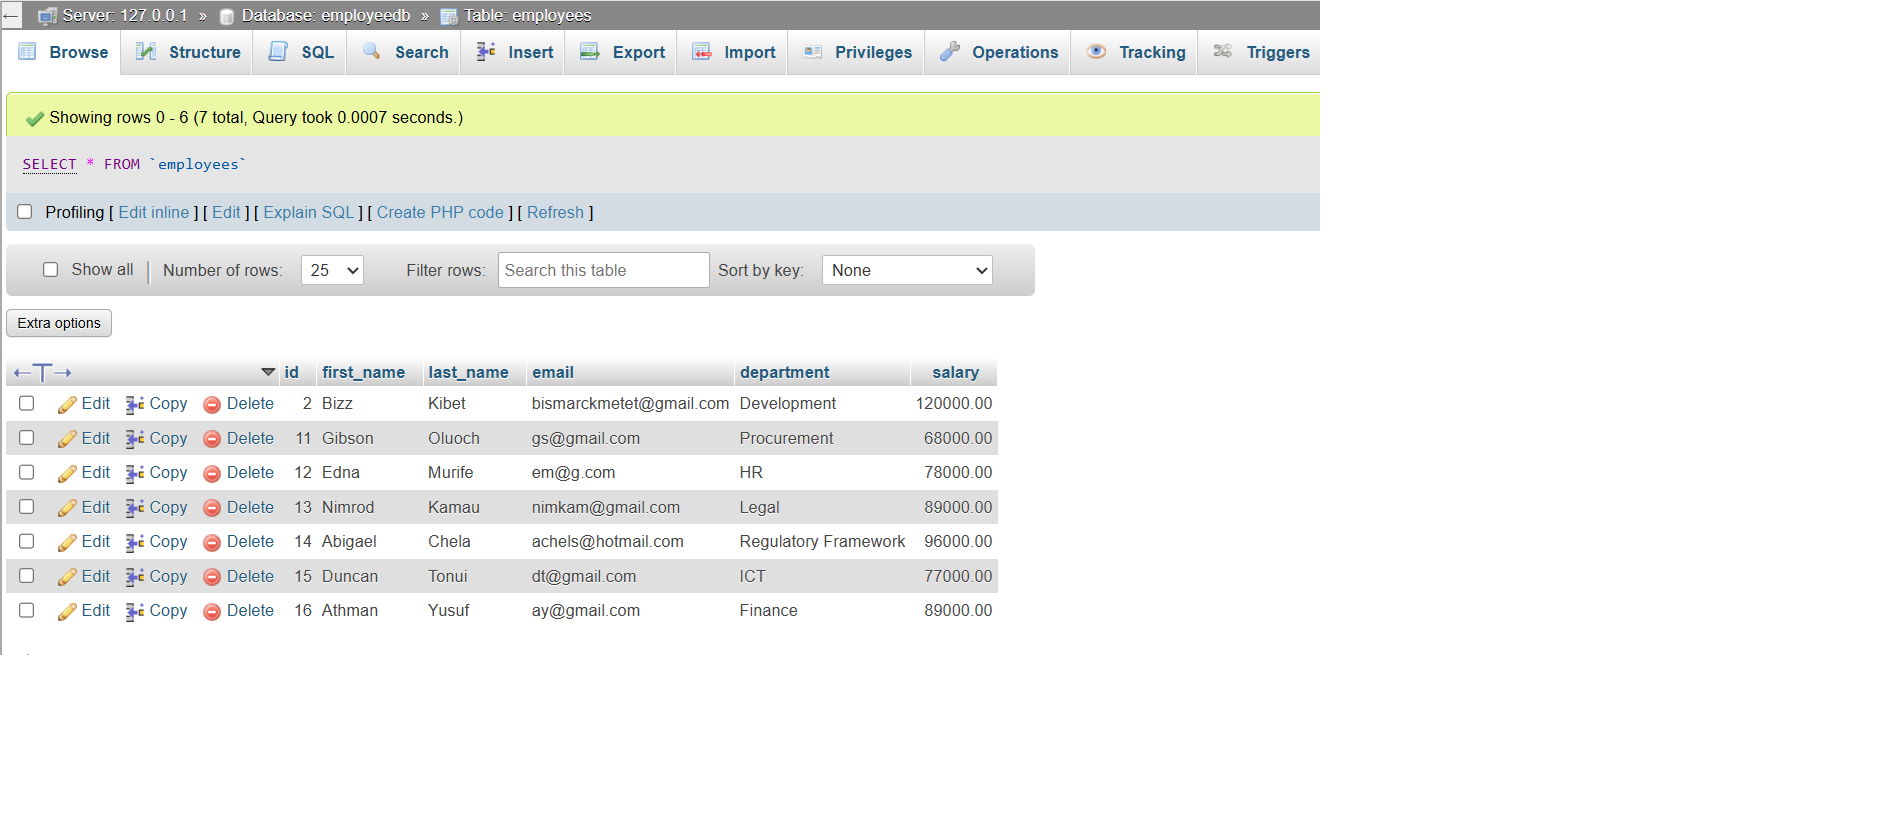 ← Server: 127.0.0.1 » Database: employeedb » Table: employees
Browse Structure SQL Search Insert Export Import Privileges Operations Tracking Triggers
Showing rows 0 - 6 (7 total, Query took 0.0007 seconds.)
SELECT * FROM `employees`
Profiling [ Edit inline ] [ Edit ] [ Explain SQL ] [ Create PHP code ] [ Refresh ]
Show all Number of rows: 25 Filter rows: Search this table Sort by key: None
Extra options
←T→ id first_name last_name email department salary
Edit Copy Delete 2 Bizz Kibet bismarckmetet@gmail.com Development 120000.00
Edit Copy Delete 11 Gibson Oluoch gs@gmail.com Procurement 68000.00
Edit Copy Delete 12 Edna Murife em@g.com HR 78000.00
Edit Copy Delete 13 Nimrod Kamau nimkam@gmail.com Legal 89000.00
Edit Copy Delete 14 Abigael Chela achels@hotmail.com Regulatory Framework 96000.00
Edit Copy Delete 15 Duncan Tonui dt@gmail.com ICT 77000.00
Edit Copy Delete 16 Athman Yusuf ay@gmail.com Finance 89000.00